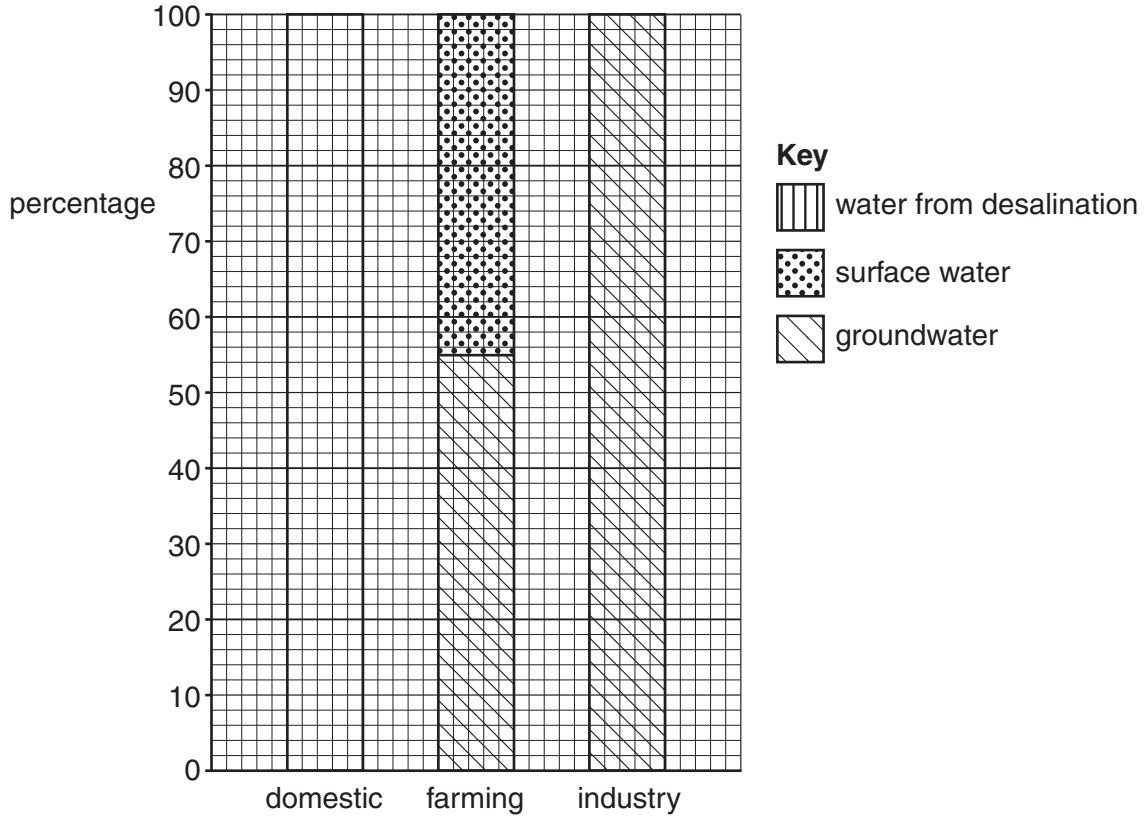 100
90
80
percentage
70
60
50
40
30
20
10
0
domestic farming industry
Key
water from desalination
surface water
groundwater